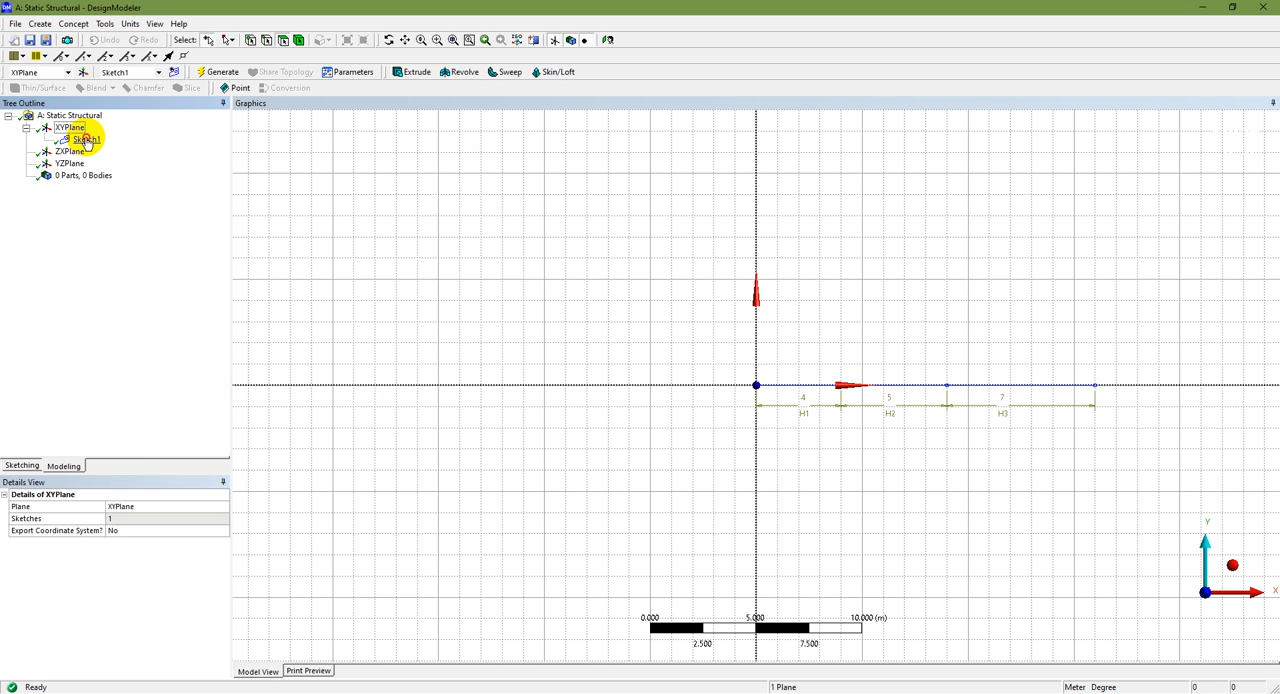 A: Static Structural - DesignModeler
File Create Concept Tools Units View Help
Undo Redo Select:
XYPlane Sketch1 Generate Share Topology Parameters Extrude Revolve Sweep Skin/Loft
Thin/Surface Blend Chamfer Slice Point Conversion
Tree Outline
Graphics
A: Static Structural
XYPlane
Sketch1
ZXPlane
YZPlane
0 Parts, 0 Bodies
4 5 7
H1 H2 H3
Sketching Modeling
Details View
Details of XYPlane
Plane XYPlane
Sketches 1
Export Coordinate System? No
Y
X
0.000 5.000 10.000 (m)
2.500 7.500
Model View Print Preview
Ready 1 Plane Meter Degree 0 0